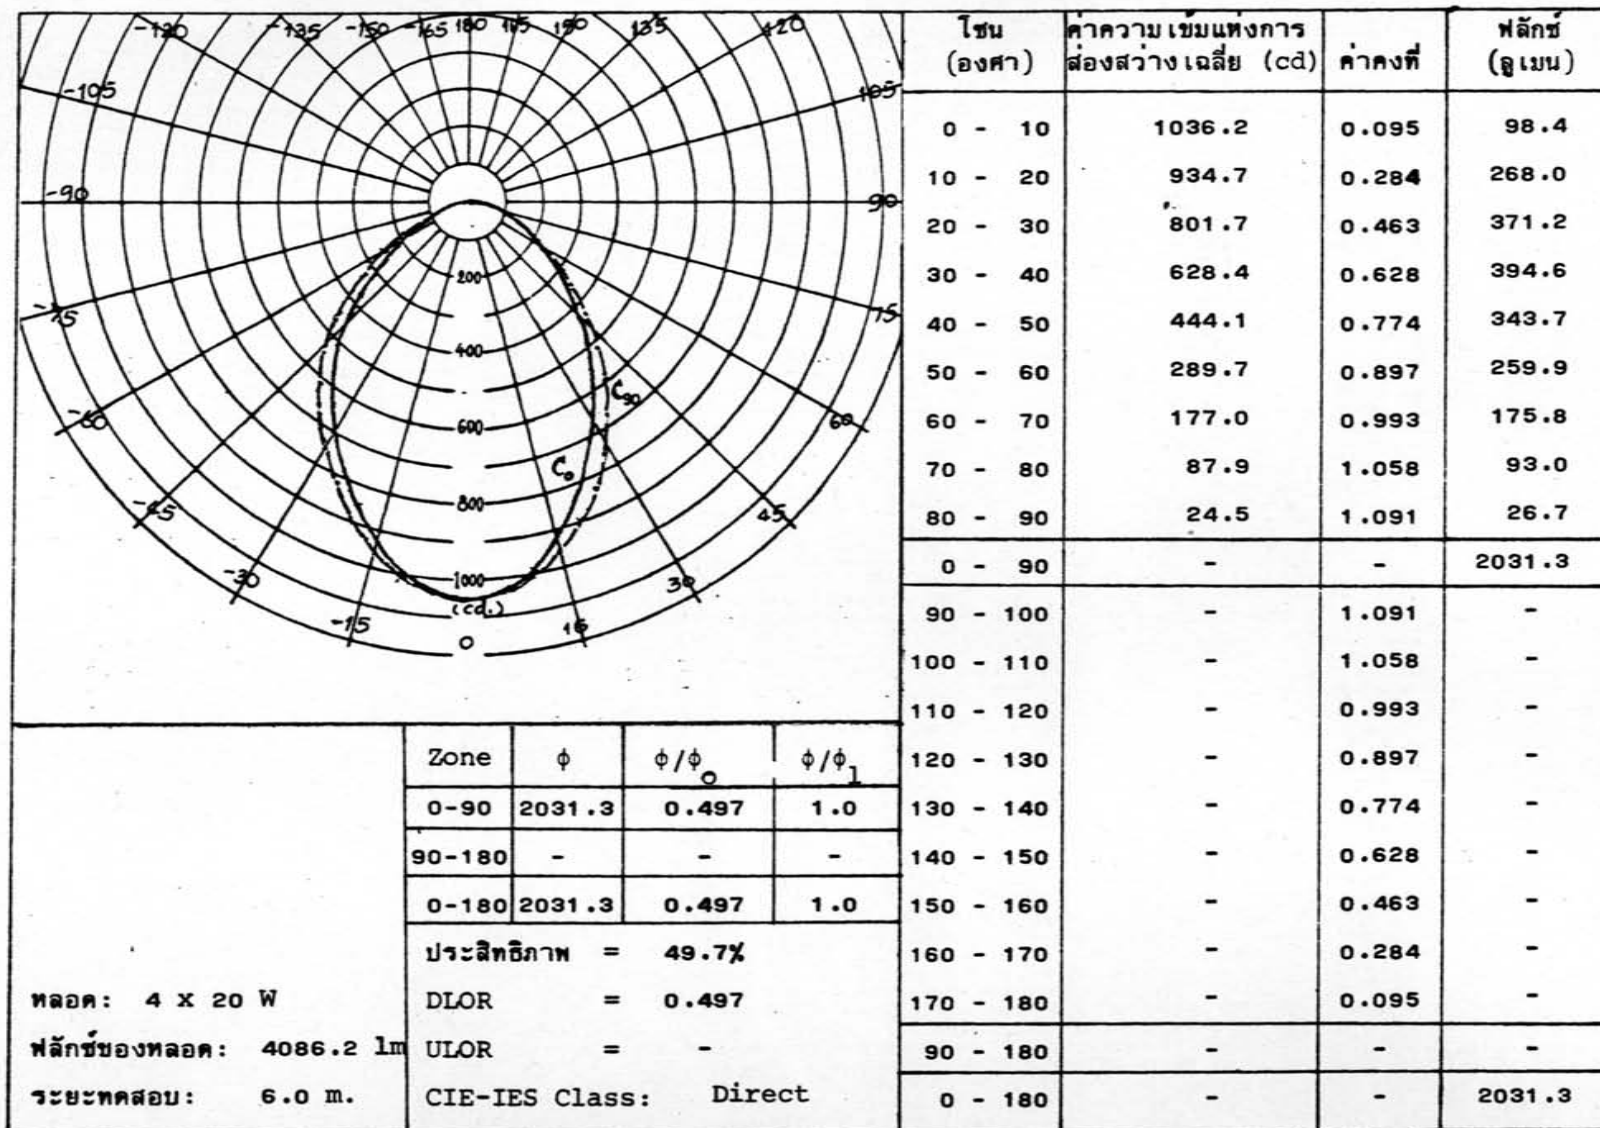 -120 -135 -150 -165 180 165 150 135 120
-105 105
-90 90
-75 75
-60 60
-45 45
-30 30
-15 15
0
200
400
600
800
1000
(cd.)
C90
C0
โซน (องศา) ค่าความเข้มแห่งการส่องสว่างเฉลี่ย (cd) ค่าคงที่ ฟลักซ์ (ลูเมน)
0 - 10 1036.2 0.095 98.4
10 - 20 934.7 0.284 268.0
20 - 30 801.7 0.463 371.2
30 - 40 628.4 0.628 394.6
40 - 50 444.1 0.774 343.7
50 - 60 289.7 0.897 259.9
60 - 70 177.0 0.993 175.8
70 - 80 87.9 1.058 93.0
80 - 90 24.5 1.091 26.7
0 - 90 - - 2031.3
90 - 100 - 1.091 -
100 - 110 - 1.058 -
110 - 120 - 0.993 -
120 - 130 - 0.897 -
130 - 140 - 0.774 -
140 - 150 - 0.628 -
150 - 160 - 0.463 -
160 - 170 - 0.284 -
170 - 180 - 0.095 -
90 - 180 - - -
0 - 180 - - 2031.3
Zone ϕ ϕ/ϕo ϕ/ϕ1
0-90 2031.3 0.497 1.0
90-180 - - -
0-180 2031.3 0.497 1.0
ประสิทธิภาพ = 49.7%
DLOR = 0.497
ULOR = -
CIE-IES Class: Direct
หลอด: 4 X 20 W
ฟลักซ์ของหลอด: 4086.2 lm
ระยะทดสอบ: 6.0 m.